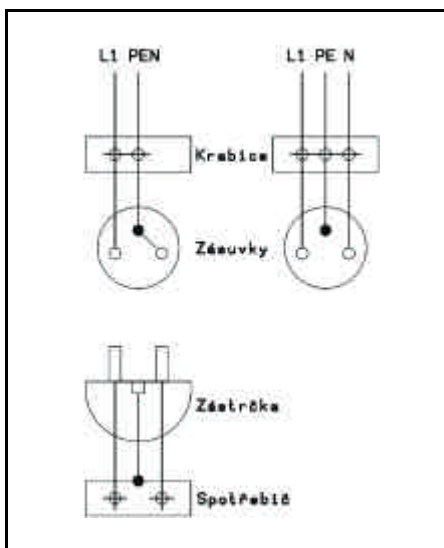 L1 PEN L1 PE N
Krabice
Zásuvky
Zástrčka
Spotřebič